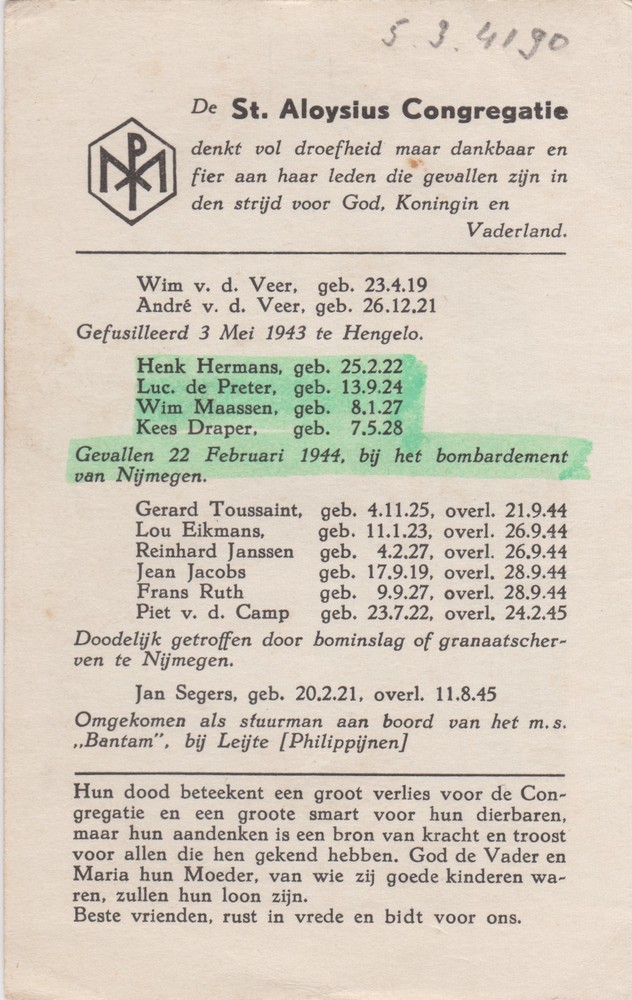 5.3.4190
De St. Aloysius Congregatie
denkt vol droefheid maar dankbaar en
fier aan haar leden die gevallen zijn in
den strijd voor God, Koningin en
Vaderland.
Wim v. d. Veer, geb. 23.4.19
André v. d. Veer, geb. 26.12.21
Gefusilleerd 3 Mei 1943 te Hengelo.
Henk Hermans, geb. 25.2.22
Luc. de Preter, geb. 13.9.24
Wim Maassen, geb. 8.1.27
Kees Draper, geb. 7.5.28
Gevallen 22 Februari 1944, bij het bombardement
van Nijmegen.
Gerard Toussaint, geb. 4.11.25, overl. 21.9.44
Lou Eikmans, geb. 11.1.23, overl. 26.9.44
Reinhard Janssen geb. 4.2.27, overl. 26.9.44
Jean Jacobs geb. 17.9.19, overl. 28.9.44
Frans Ruth geb. 9.9.27, overl. 28.9.44
Piet v. d. Camp geb. 23.7.22, overl. 24.2.45
Doodelijk getroffen door bominslag of granaatscher-
ven te Nijmegen.
Jan Segers, geb. 20.2.21, overl. 11.8.45
Omgekomen als stuurman aan boord van het m.s.
„Bantam", bij Leijte [Philippijnen]
Hun dood beteekent een groot verlies voor de Con-
gregatie en een groote smart voor hun dierbaren,
maar hun aandenken is een bron van kracht en troost
voor allen die hen gekend hebben. God de Vader en
Maria hun Moeder, van wie zij goede kinderen wa-
ren, zullen hun loon zijn.
Beste vrienden, rust in vrede en bidt voor ons.